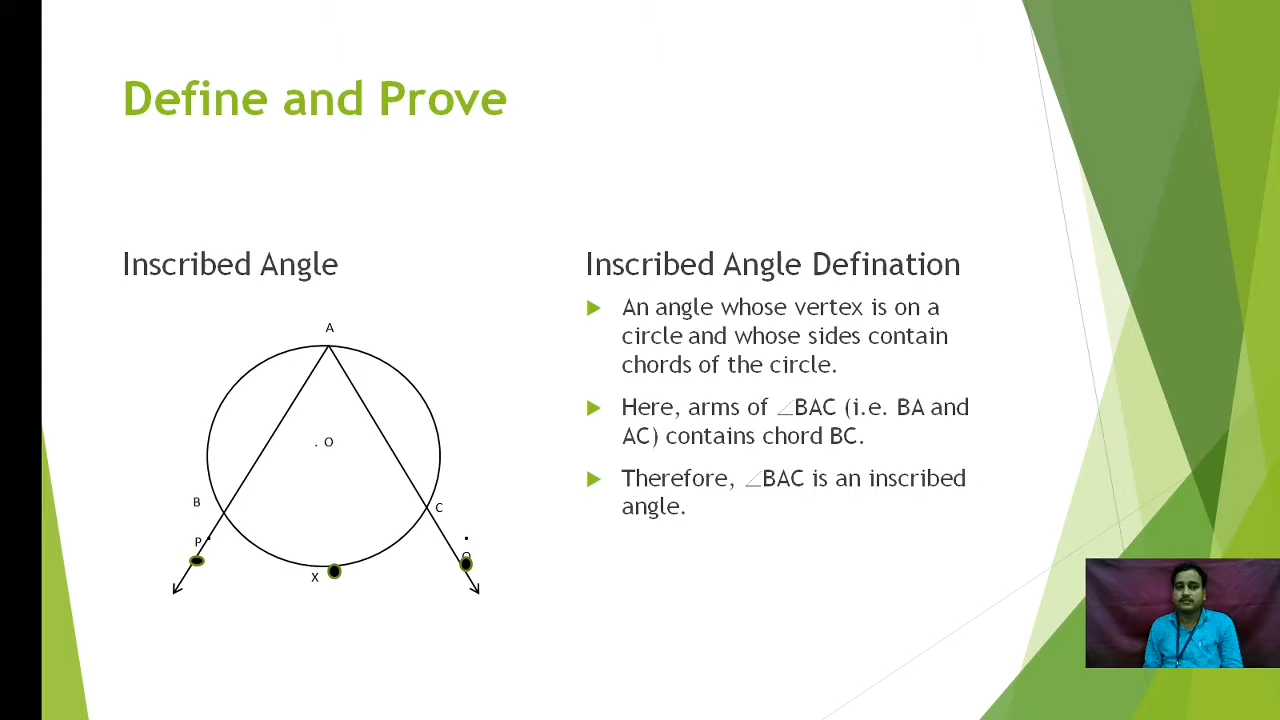 Define and Prove
Inscribed Angle
A
. O
B
C
P
Q
X
Inscribed Angle Defination
An angle whose vertex is on a
circle and whose sides contain
chords of the circle.
Here, arms of ∠BAC (i.e. BA and
AC) contains chord BC.
Therefore, ∠BAC is an inscribed
angle.